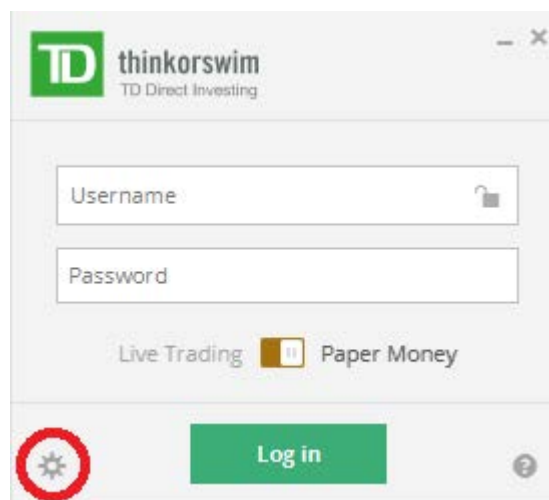 TD
thinkorswim
TD Direct Investing
Username
Password
Live Trading Paper Money
Log in
?